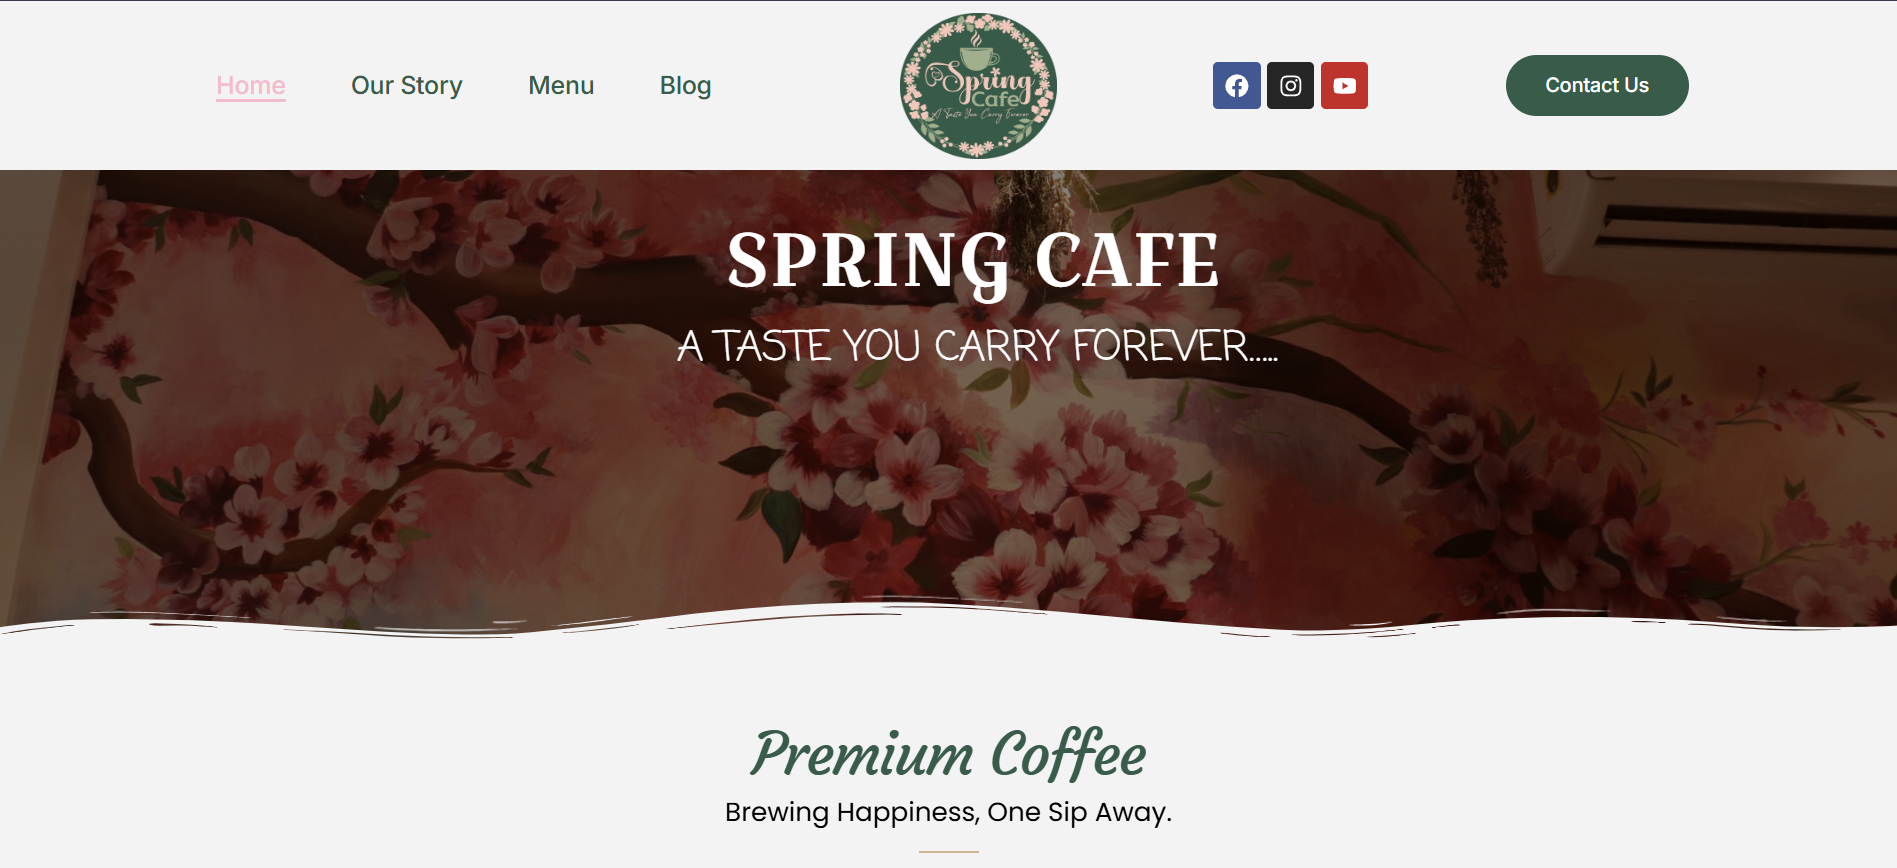 Home Our Story Menu Blog
Spring
Cafe
A Taste You Carry Forever
Contact Us
SPRING CAFE
A TASTE YOU CARRY FOREVER.....
Premium Coffee
Brewing Happiness, One Sip Away.